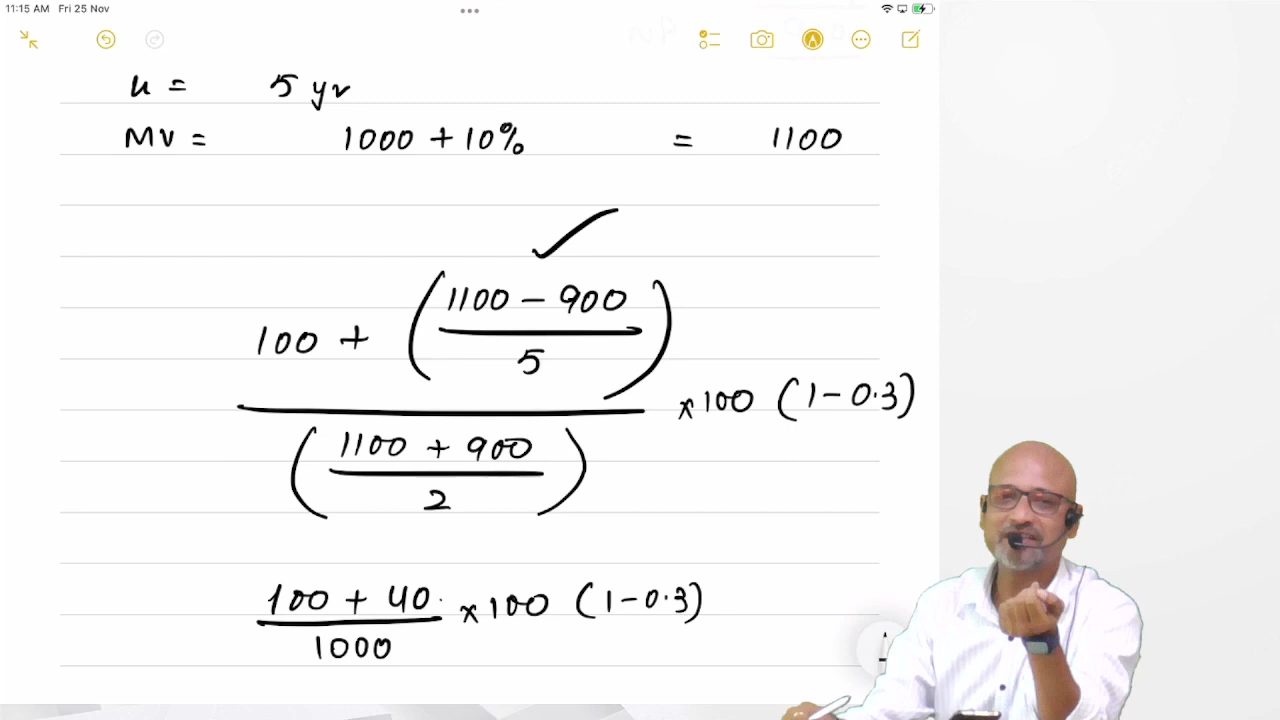 11:15 AM Fri 25 Nov
n = 5 yr
MV = 1000 + 10% = 1100
100 + (1100 - 900
5)
(1100 + 900
2)
×100 (1 - 0.3)
100 + 40
1000
×100 (1 - 0.3)